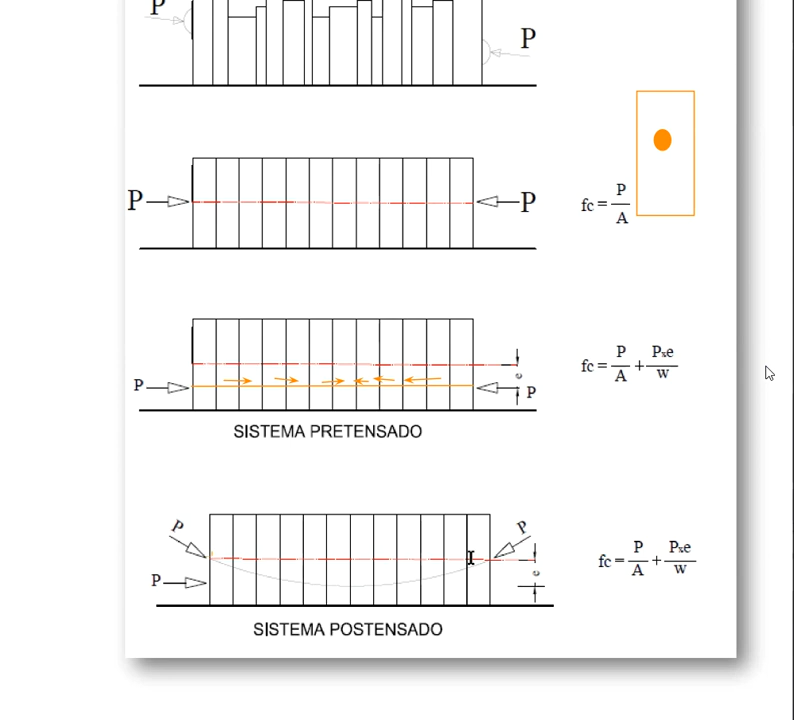 P
P
P P
fc = P/A
P e P
fc = P/A + Pxe/w
SISTEMA PRETENSADO
P P
P e
fc = P/A + Pxe/w
SISTEMA POSTENSADO